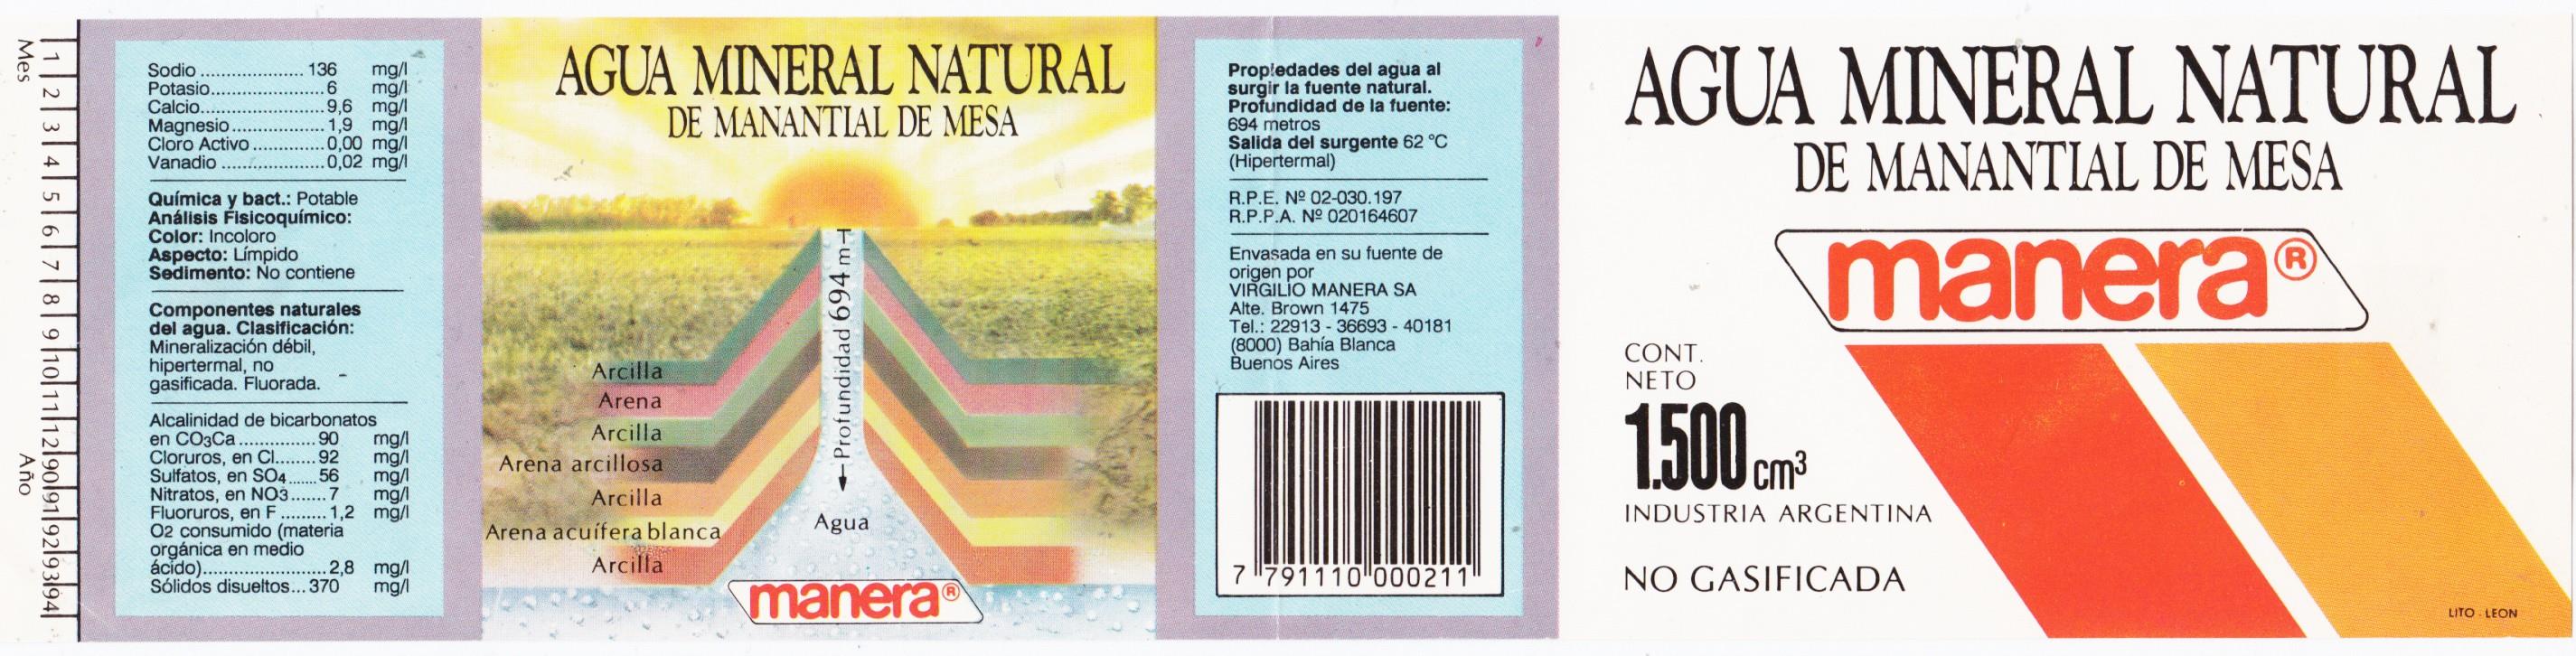 Mes
1 2 3 4 5 6 7 8 9 10 11 12 90 91 92 93 94
Año
Sodio .................... 136 mg/l
Potasio ...................... 6 mg/l
Calcio ........................ 9,6 mg/l
Magnesio .................. 1,9 mg/l
Cloro Activo .............. 0,00 mg/l
Vanadio .................... 0,02 mg/l
Química y bact.: Potable
Análisis Fisicoquímico:
Color: Incoloro
Aspecto: Límpido
Sedimento: No contiene
Componentes naturales
del agua. Clasificación:
Mineralización débil,
hipertermal, no
gasificada. Fluorada.
Alcalinidad de bicarbonatos
en CO3Ca ............... 90 mg/l
Cloruros, en Cl........ 92 mg/l
Sulfatos, en SO4 ...... 56 mg/l
Nitratos, en NO3....... 7 mg/l
Fluoruros, en F ......... 1,2 mg/l
O2 consumido (materia
orgánica en medio
ácido)........................ 2,8 mg/l
Sólidos disueltos... 370 mg/l
AGUA MINERAL NATURAL
DE MANANTIAL DE MESA
Profundidad 694 m
Arcilla
Arena
Arcilla
Arena arcillosa
Arcilla
Arena acuífera blanca
Arcilla
Agua
manera®
Propiedades del agua al
surgir la fuente natural.
Profundidad de la fuente:
694 metros
Salida del surgente 62 °C
(Hipertermal)
R.P.E. Nº 02-030.197
R.P.P.A. Nº 020164607
Envasada en su fuente de
origen por
VIRGILIO MANERA SA
Alte. Brown 1475
Tel.: 22913 - 36693 - 40181
(8000) Bahía Blanca
Buenos Aires
7 791110 000211
AGUA MINERAL NATURAL
DE MANANTIAL DE MESA
manera®
CONT.
NETO
1.500 cm³
INDUSTRIA ARGENTINA
NO GASIFICADA
LITO - LEON